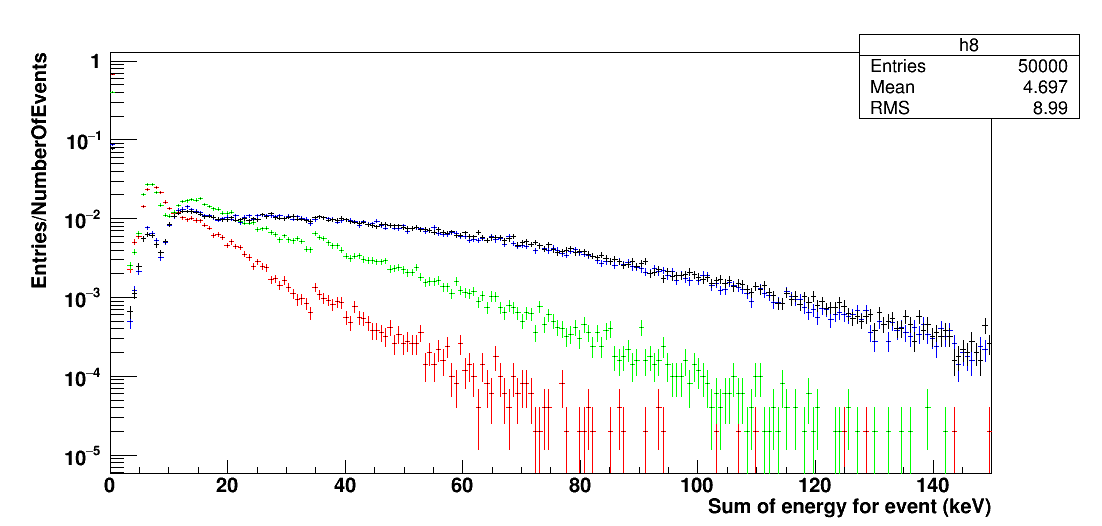 h8
Entries 50000
Mean 4.697
RMS 8.99
Entries/NumberOfEvents
1
10−1
10−2
10−3
10−4
10−5
0 20 40 60 80 100 120 140
Sum of energy for event (keV)